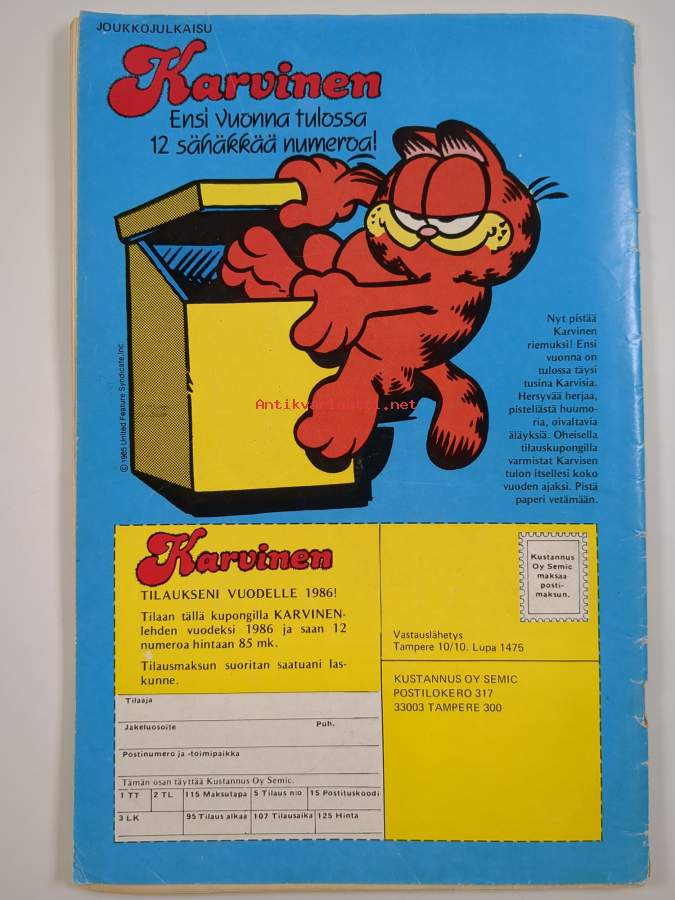 JOUKKOJULKAISU
Karvinen
Ensi vuonna tulossa
12 sähäkkää numeroa!
© 1985 United Feature Syndicate, Inc.
Antikvariaatti.net
Nyt pistää
Karvinen
riemuksi! Ensi
vuonna on
tulossa täysi
tusina Karvisia.
Hersyvää herjaa,
pisteliästä huumo-
ria, oivaltavia
äläyksiä. Oheisella
tilauskupongilla
varmistat Karvisen
tulon itsellesi koko
vuoden ajaksi. Pistä
paperi vetämään.
Karvinen
TILAUKSENI VUODELLE 1986!
Tilaan tällä kupongilla KARVINEN-
lehden vuodeksi 1986 ja saan 12
numeroa hintaan 85 mk.
Tilausmaksun suoritan saatuani las-
kunne.
Tilaaja
Jakeluosoite Puh.
Postinumero ja -toimipaikka
Tämän osan täyttää Kustannus Oy Semic.
1 TT 2 TL 115 Maksutapa 5 Tilaus n:o 15 Postituskoodi
3 LK 95 Tilaus alkaa 107 Tilausaika 125 Hinta
Kustannus
Oy Semic
maksaa
posti-
maksun.
Vastauslähetys
Tampere 10/10. Lupa 1475
KUSTANNUS OY SEMIC
POSTILOKERO 317
33003 TAMPERE 300